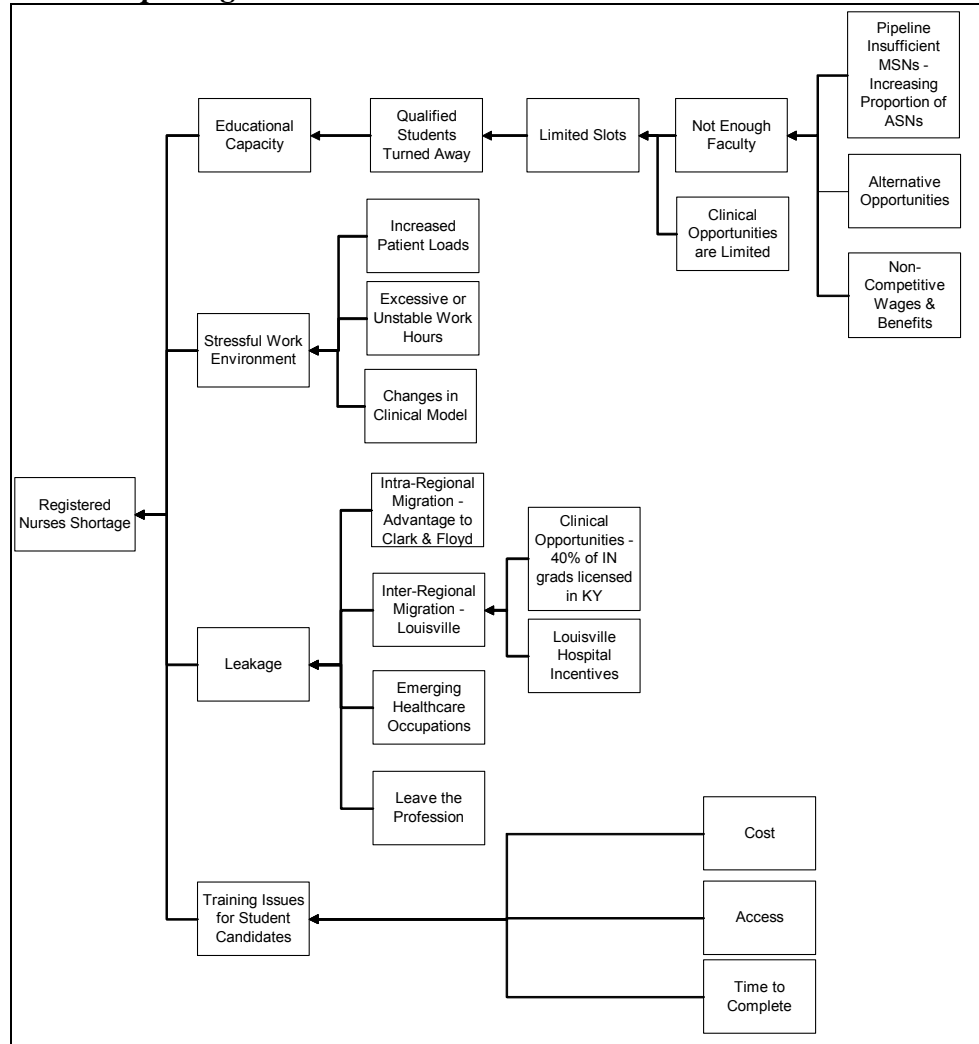 Pipeline
Insufficient
MSNs -
Increasing
Proportion of
ASNs
Educational
Capacity
Qualified
Students
Turned Away
Limited Slots
Not Enough
Faculty
Alternative
Opportunities
Clinical
Opportunities
are Limited
Non-
Competitive
Wages &
Benefits
Increased
Patient Loads
Excessive or
Unstable Work
Hours
Stressful Work
Environment
Changes in
Clinical Model
Registered
Nurses Shortage
Intra-Regional
Migration -
Advantage to
Clark & Floyd
Clinical
Opportunities -
40% of IN
grads licensed
in KY
Inter-Regional
Migration -
Louisville
Louisville
Hospital
Incentives
Leakage
Emerging
Healthcare
Occupations
Leave the
Profession
Cost
Training Issues
for Student
Candidates
Access
Time to
Complete